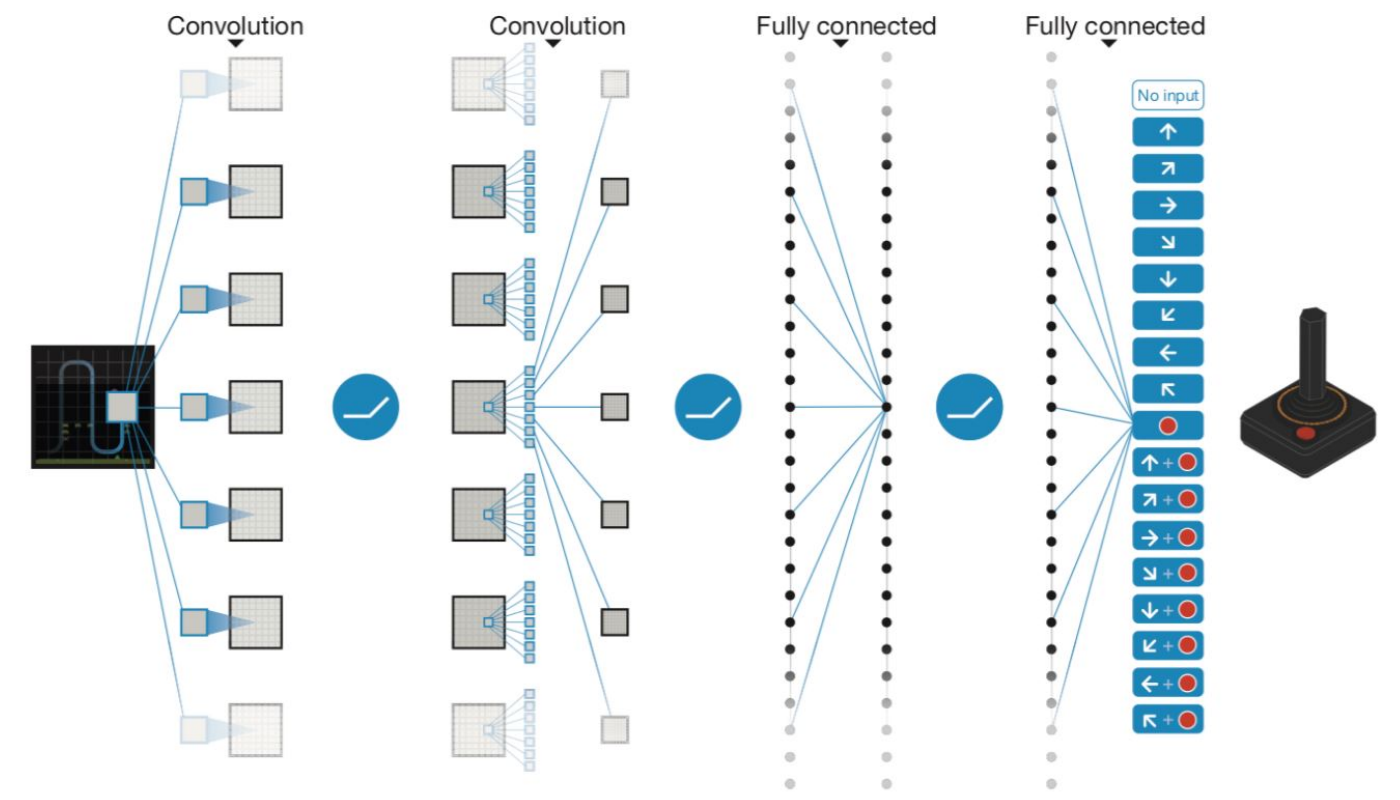 Convolution
Convolution
Fully connected
Fully connected
No input
+
+
+
+
+
+
+
+